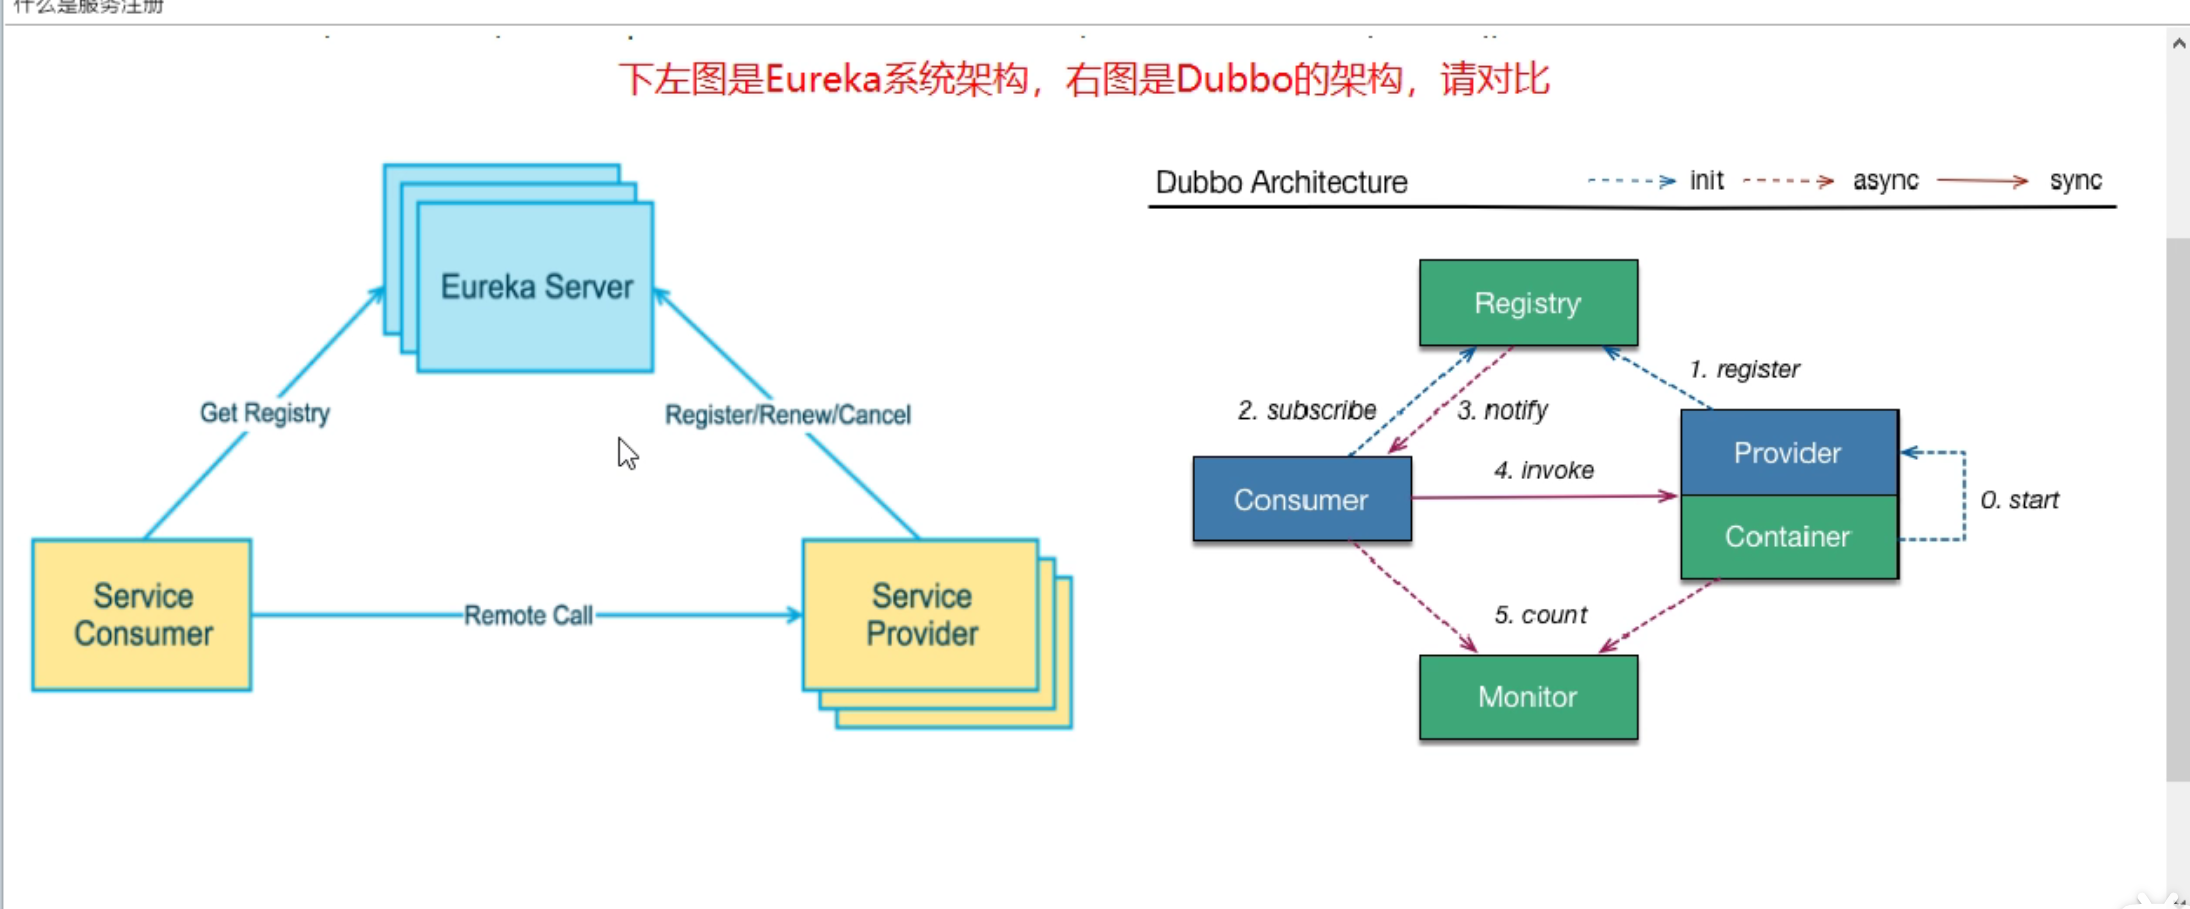 什么是服务注册
下左图是Eureka系统架构，右图是Dubbo的架构，请对比
Eureka Server
Get Registry
Register/Renew/Cancel
Service
Consumer
Remote Call
Service
Provider
Dubbo Architecture
init
async
sync
Registry
1. register
2. subscribe
3. notify
Provider
4. invoke
Consumer
0. start
Container
5. count
Monitor